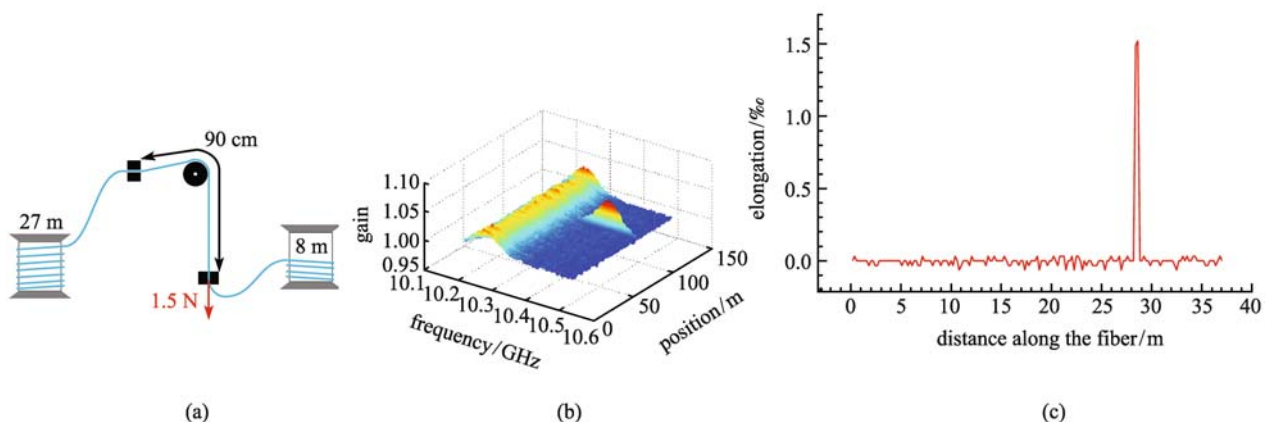 90 cm
27 m
8 m
1.5 N
(a)
gain
1.10
1.05
1.00
0.95
10.1
10.2
10.3
10.4
10.5
10.6
frequency/GHz
0
50
100
150
position/m
(b)
elongation/‰
1.5
1.0
0.5
0.0
0 5 10 15 20 25 30 35 40
distance along the fiber/m
(c)